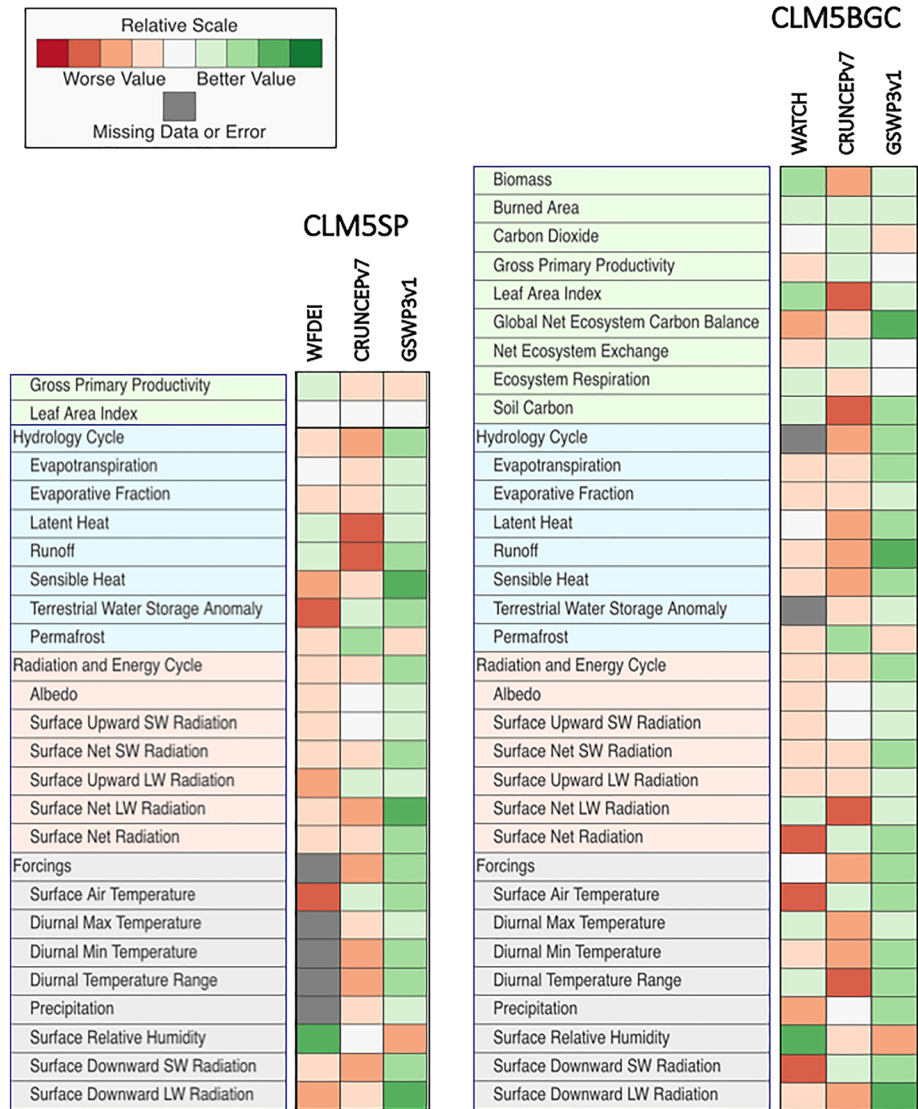 Relative Scale
Worse Value Better Value
Missing Data or Error
CLM5BGC
WATCH
CRUNCEPv7
GSWP3v1
Biomass
Burned Area
Carbon Dioxide
Gross Primary Productivity
Leaf Area Index
Global Net Ecosystem Carbon Balance
Net Ecosystem Exchange
Ecosystem Respiration
Soil Carbon
Hydrology Cycle
Evapotranspiration
Evaporative Fraction
Latent Heat
Runoff
Sensible Heat
Terrestrial Water Storage Anomaly
Permafrost
Radiation and Energy Cycle
Albedo
Surface Upward SW Radiation
Surface Net SW Radiation
Surface Upward LW Radiation
Surface Net LW Radiation
Surface Net Radiation
Forcings
Surface Air Temperature
Diurnal Max Temperature
Diurnal Min Temperature
Diurnal Temperature Range
Precipitation
Surface Relative Humidity
Surface Downward SW Radiation
Surface Downward LW Radiation
CLM5SP
WFDEI
CRUNCEPv7
GSWP3v1
Gross Primary Productivity
Leaf Area Index
Hydrology Cycle
Evapotranspiration
Evaporative Fraction
Latent Heat
Runoff
Sensible Heat
Terrestrial Water Storage Anomaly
Permafrost
Radiation and Energy Cycle
Albedo
Surface Upward SW Radiation
Surface Net SW Radiation
Surface Upward LW Radiation
Surface Net LW Radiation
Surface Net Radiation
Forcings
Surface Air Temperature
Diurnal Max Temperature
Diurnal Min Temperature
Diurnal Temperature Range
Precipitation
Surface Relative Humidity
Surface Downward SW Radiation
Surface Downward LW Radiation